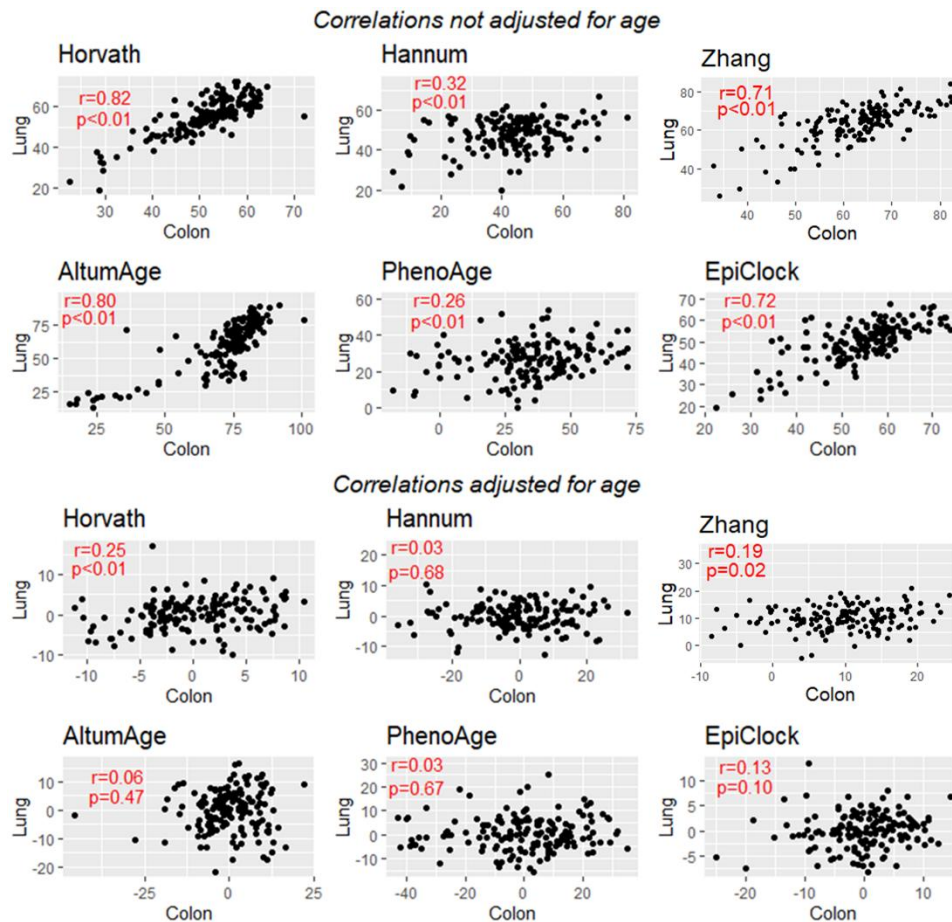 Correlations not adjusted for age
Horvath
r=0.82
p<0.01
Lung
60
40
20
30
40
50
60
70
Colon
Hannum
r=0.32
p<0.01
Lung
60
40
20
20
40
60
80
Colon
Zhang
r=0.71
p<0.01
Lung
80
60
40
40
50
60
70
80
Colon
AltumAge
r=0.80
p<0.01
Lung
75
50
25
25
50
75
100
Colon
PhenoAge
r=0.26
p<0.01
Lung
60
40
20
0
0
25
50
75
Colon
EpiClock
r=0.72
p<0.01
Lung
70
60
50
40
30
20
20
30
40
50
60
70
Colon
Correlations adjusted for age
Horvath
r=0.25
p<0.01
Lung
10
0
-10
-10
-5
0
5
10
Colon
Hannum
r=0.03
p=0.68
Lung
20
10
0
-10
-20
0
20
Colon
Zhang
r=0.19
p=0.02
Lung
30
20
10
0
-10
0
10
20
Colon
AltumAge
r=0.06
p=0.47
Lung
10
0
-10
-20
-25
0
25
Colon
PhenoAge
r=0.03
p=0.67
Lung
30
20
10
0
-10
-40
-20
0
20
Colon
EpiClock
r=0.13
p=0.10
Lung
10
5
0
-5
-20
-10
0
10
Colon